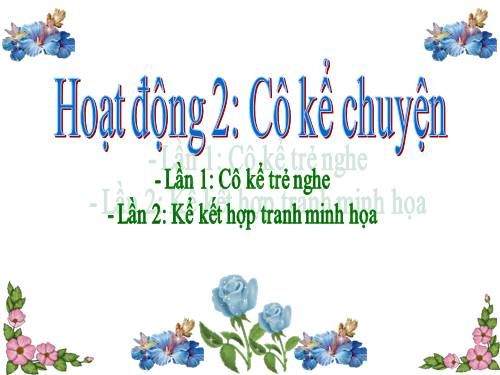 Hoạt động 2: Cô kể chuyện
- Lần 1: Cô kể trẻ nghe
- Lần 2: Kể kết hợp tranh minh họa